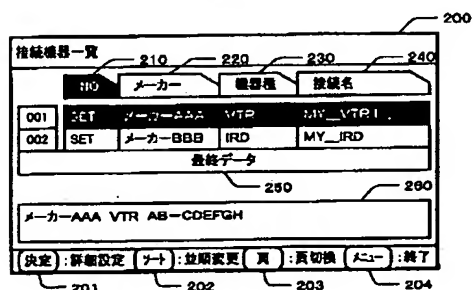 200
接続機器一覧
210 220 230 240
NO メーカー 機器種 接続名
001 SET メーカーAAA VTR MY_VTR1
002 SET メーカーBBB IRD MY_IRD
最終データ
250 260
メーカーAAA VTR AB-CDEFGH
決定:詳細設定 ソート:並順変更 頁:頁切換 メニュー:終了
201 202 203 204